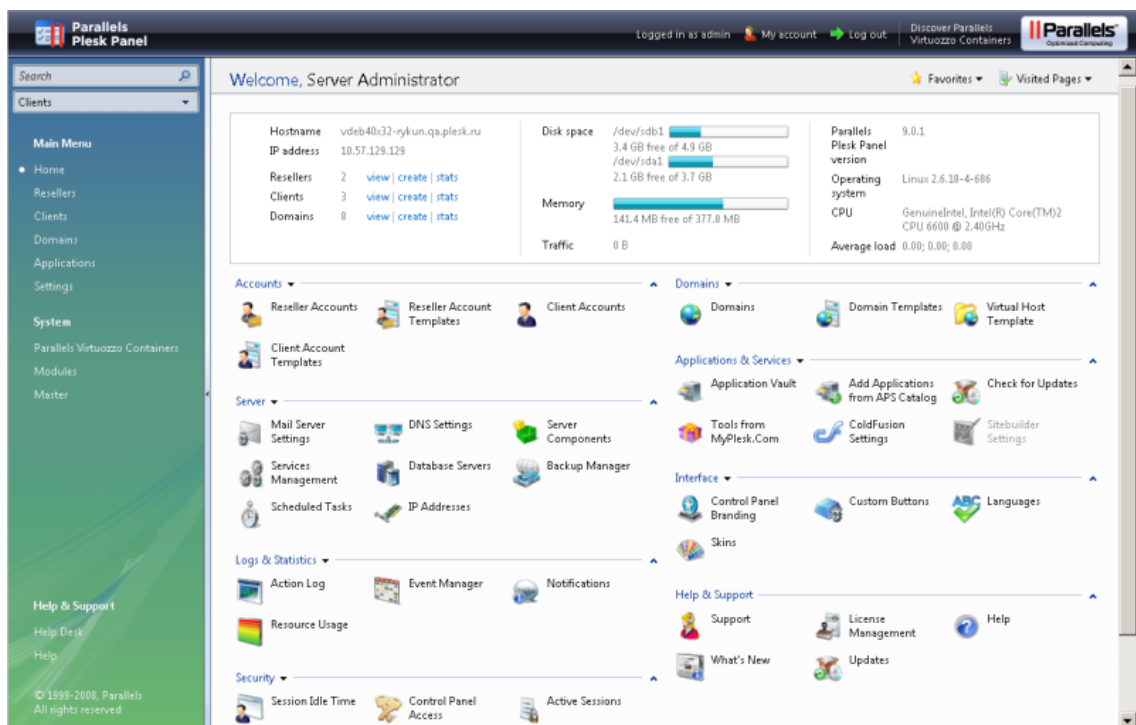 Parallels
Plesk Panel
Logged in as admin My account Log out
Discover Parallels
Virtuozzo Containers
Parallels
Optimized Computing
Search
Clients
Main Menu
Home
Resellers
Clients
Domains
Applications
Settings
System
Parallels Virtuozzo Containers
Modules
Master
Help & Support
Help Desk
Help
© 1999-2008, Parallels
All rights reserved
Welcome, Server Administrator
Favorites
Visited Pages
Hostname vdeb40x32-rykun.qa.plesk.ru
IP address 10.57.129.129
Resellers 2 view | create | stats
Clients 3 view | create | stats
Domains 8 view | create | stats
Disk space /dev/sdb1
3.4 GB free of 4.9 GB
/dev/sda1
2.1 GB free of 3.7 GB
Memory
141.4 MB free of 377.8 MB
Traffic 0 B
Parallels
Plesk Panel
version
9.0.1
Operating
system
Linux 2.6.18-4-686
CPU GenuineIntel, Intel(R) Core(TM)2
CPU 6600 @ 2.40GHz
Average load 0.00; 0.00; 0.00
Accounts
Reseller Accounts
Reseller Account
Templates
Client Accounts
Client Account
Templates
Server
Mail Server
Settings
DNS Settings
Server
Components
Services
Management
Database Servers
Backup Manager
Scheduled Tasks
IP Addresses
Logs & Statistics
Action Log
Event Manager
Notifications
Resource Usage
Security
Session Idle Time
Control Panel
Access
Active Sessions
Domains
Domains
Domain Templates
Virtual Host
Template
Applications & Services
Application Vault
Add Applications
from APS Catalog
Check for Updates
Tools from
MyPlesk.Com
ColdFusion
Settings
Sitebuilder
Settings
Interface
Control Panel
Branding
Custom Buttons
ABC
Languages
Skins
Help & Support
Support
License
Management
Help
What's New
Updates